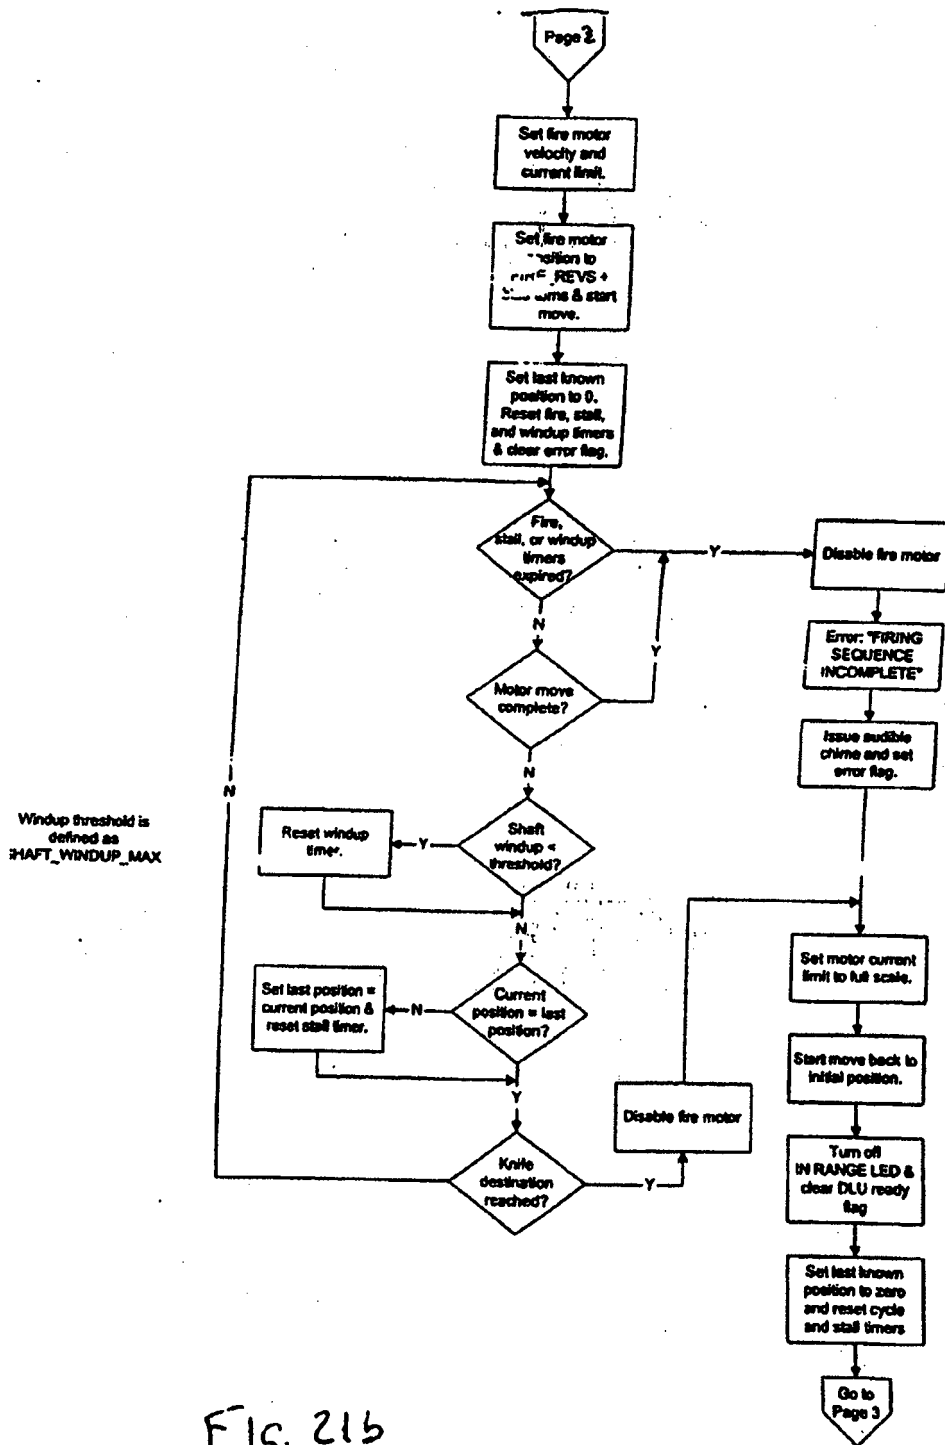 Page 2
Set fire motor
velocity and
current limit.
Set fire motor
to
REVS +
& start
move.
Set last known
position to 0.
Reset fire, stall,
and windup timers
& clear error flag.
Fire,
stall, or windup
timers
expired?
Y
Disable fire motor
N
Error: "FIRING
SEQUENCE
INCOMPLETE"
Y
Motor move
complete?
Issue audible
chime and set
error flag.
N
N
Windup threshold is
defined as
SHAFT_WINDUP_MAX
Reset windup
timer.
Y
Shaft
windup <
threshold?
N
Set motor current
limit to full scale.
Set last position =
current position &
reset stall timer.
N
Current
position = last
position?
Start move back to
initial position.
Y
Disable fire motor
Knife
destination
reached?
Y
Turn off
IN RANGE LED &
clear DLU ready
flag
Set last known
position to zero
and reset cycle
and stall timers
Go to
Page 3
FIG. 21b